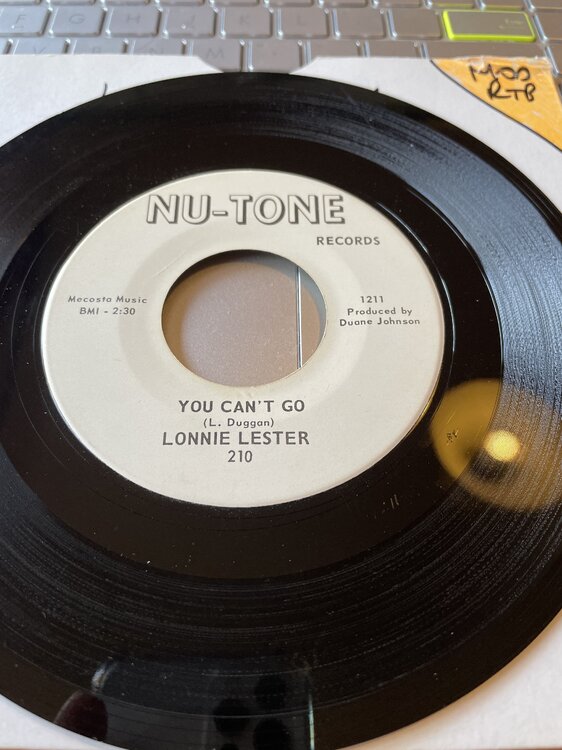 NU-TONE
RECORDS
Mecosta Music
BMI - 2:30
1211
Produced by
Duane Johnson
YOU CAN'T GO
(L. Duggan)
LONNIE LESTER
210